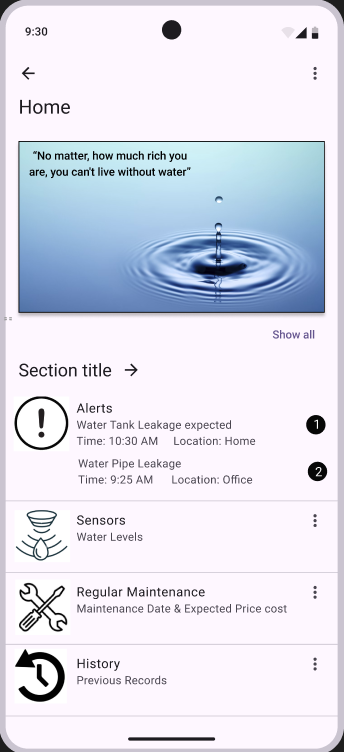 9:30
Home
“No matter, how much rich you
are, you can't live without water”
Show all
Section title
Alerts
Water Tank Leakage expected
Time: 10:30 AM Location: Home
1
Water Pipe Leakage
Time: 9:25 AM Location: Office
2
Sensors
Water Levels
Regular Maintenance
Maintenance Date & Expected Price cost
History
Previous Records